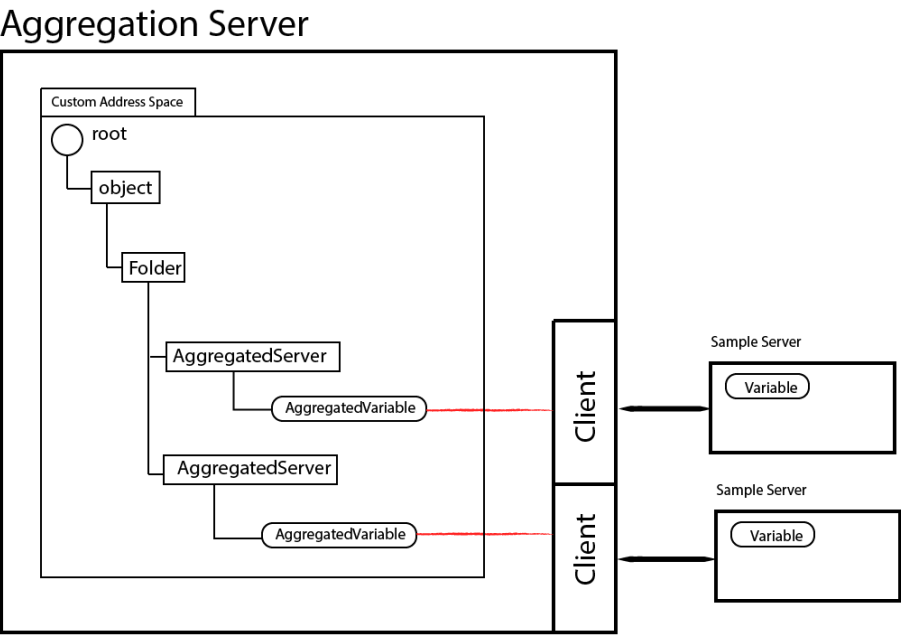 Aggregation Server
Custom Address Space
root
object
Folder
AggregatedServer
AggregatedVariable
AggregatedServer
AggregatedVariable
Client
Client
Sample Server
Variable
Sample Server
Variable